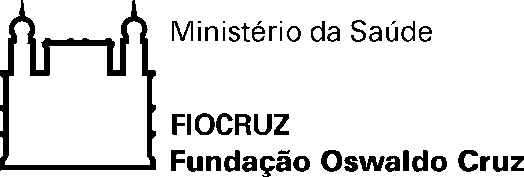 Ministério da Saúde
FIOCRUZ
Fundação Oswaldo Cruz